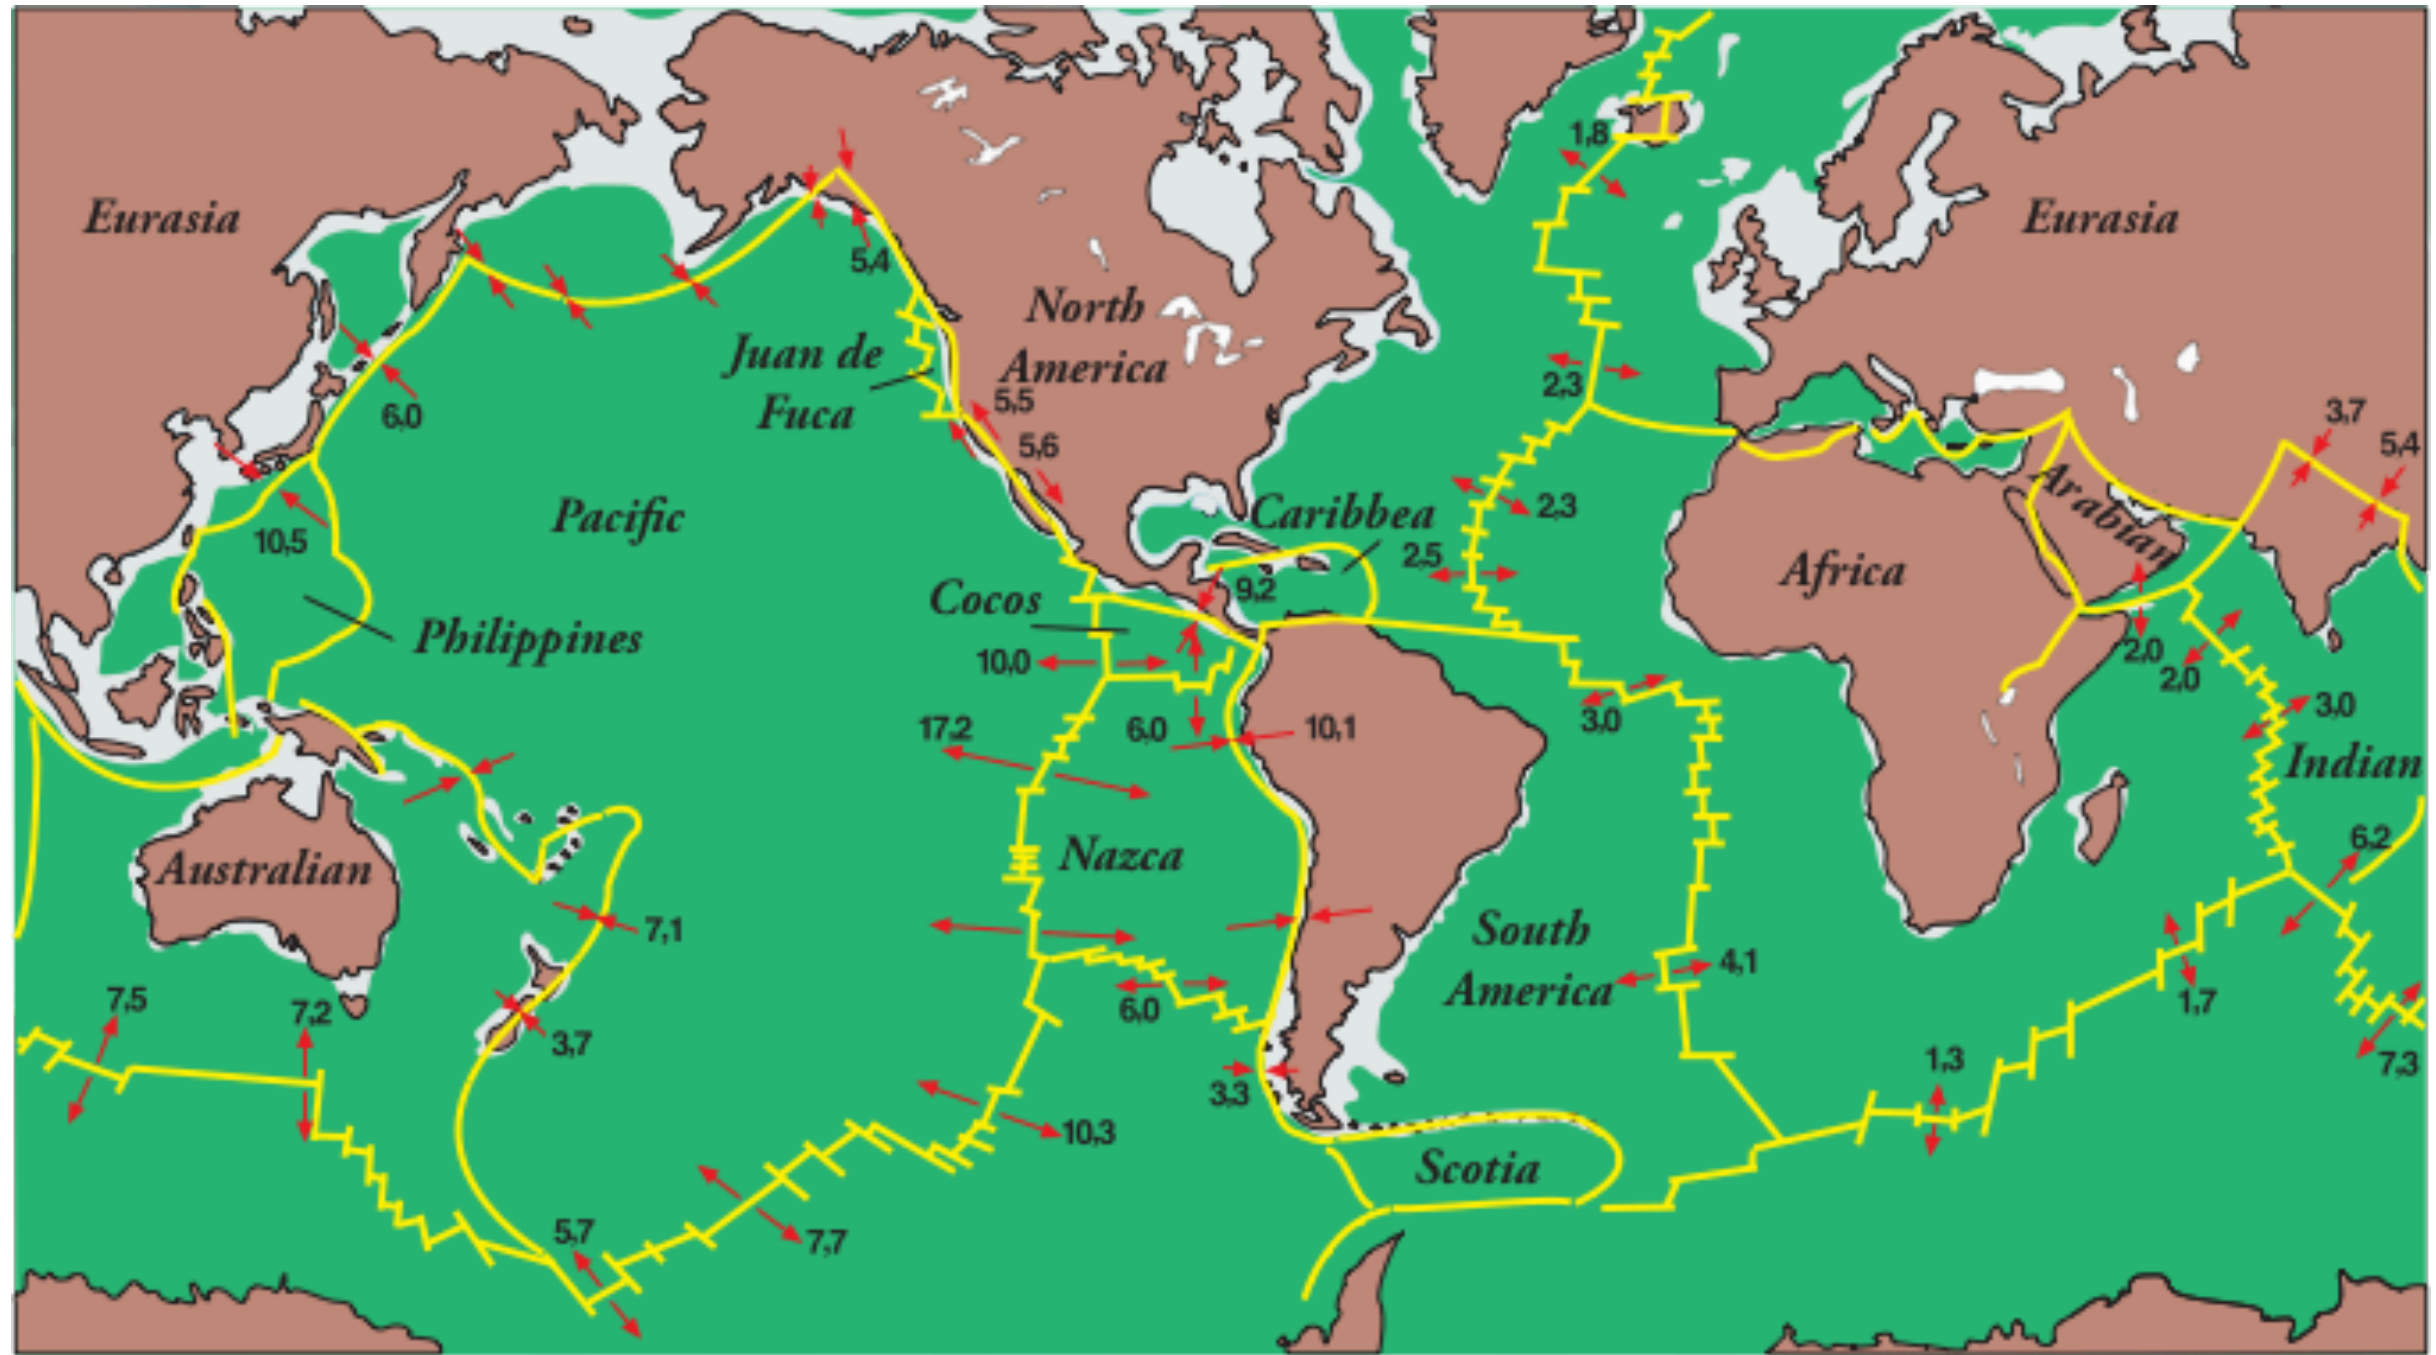 1,8
Eurasia
Eurasia
5,4
North
America
Juan de
Fuca
2,3
6,0
5,5
3,7
5,6
5,4
Arabian
Pacific
Caribbea
2,3
10,5
2,5
Africa
9,2
Cocos
Philippines
10,0
2,0
2,0
3,0
3,0
17,2
6,0
10,1
Indian
6,2
Nazca
Australian
7,1
South
America
4,1
7,5
7,2
6,0
1,7
3,7
1,3
7,3
3,3
10,3
Scotia
5,7
7,7